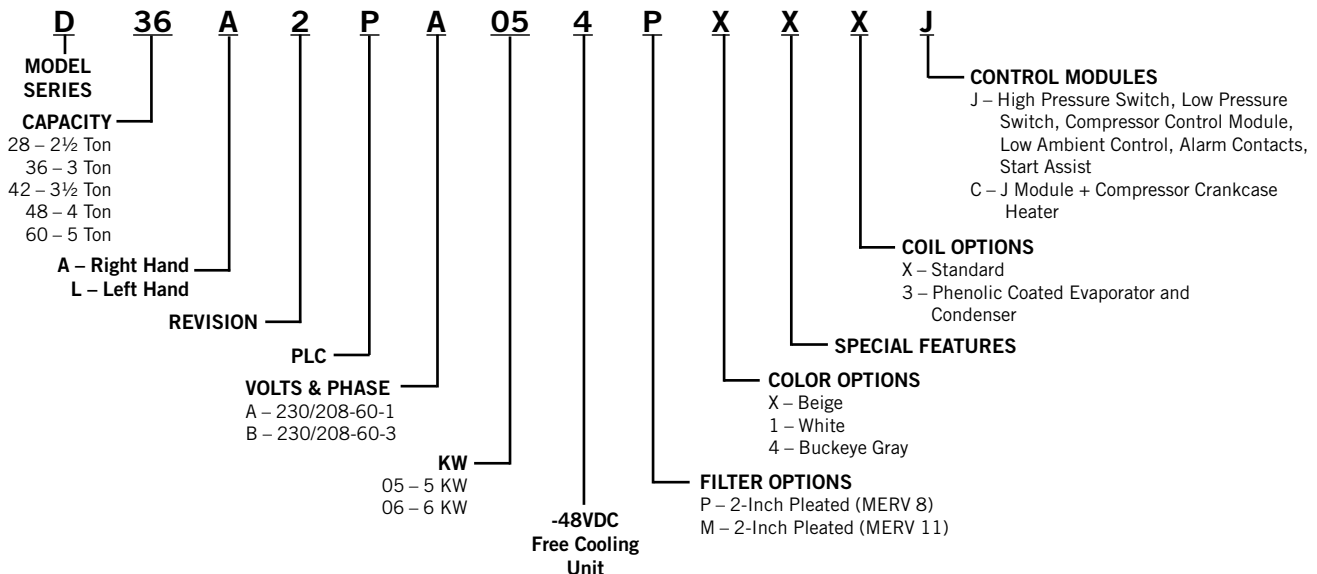 D 36 A 2 P A 05 4 P X X X J
MODEL
SERIES
CAPACITY
28 – 2½ Ton
36 – 3 Ton
42 – 3½ Ton
48 – 4 Ton
60 – 5 Ton
A – Right Hand
L – Left Hand
REVISION
PLC
VOLTS & PHASE
A – 230/208-60-1
B – 230/208-60-3
KW
05 – 5 KW
06 – 6 KW
-48VDC
Free Cooling
Unit
FILTER OPTIONS
P – 2-Inch Pleated (MERV 8)
M – 2-Inch Pleated (MERV 11)
COLOR OPTIONS
X – Beige
1 – White
4 – Buckeye Gray
SPECIAL FEATURES
COIL OPTIONS
X – Standard
3 – Phenolic Coated Evaporator and
Condenser
CONTROL MODULES
J – High Pressure Switch, Low Pressure
Switch, Compressor Control Module,
Low Ambient Control, Alarm Contacts,
Start Assist
C – J Module + Compressor Crankcase
Heater